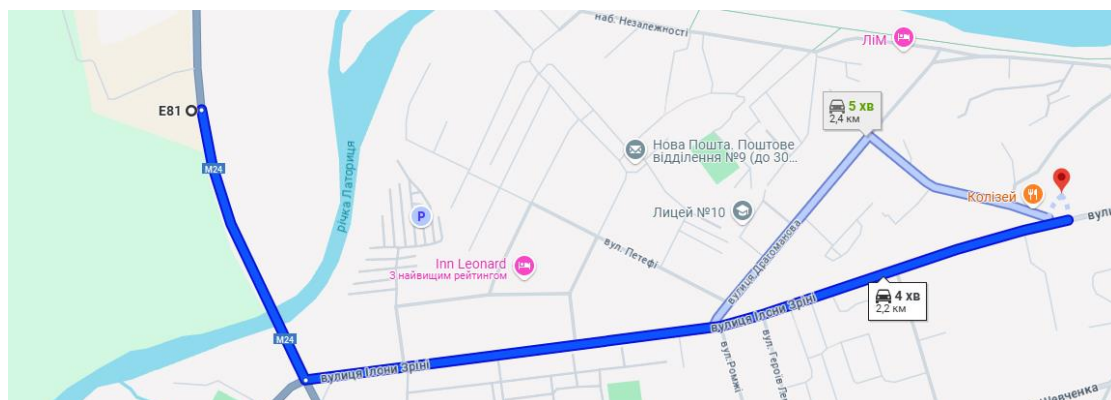 наб. Незалежності
ЛіМ
E81
5 хв
2,4 км
M24
Нова Пошта. Поштове
відділення №9 (до 30...
Колізей
річка Латориця
P
Лицей №10
вулиця Драгоманова
вул. Петефі
Inn Leonard
З найвищим рейтингом
4 хв
2,2 км
M24
вулиця Ілони Зріні
вулиця Ілони Зріні
вул. Ромжі
вул. Героїв
Шевченка